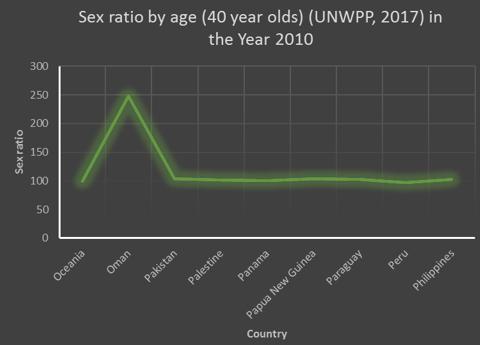 Sex ratio by age (40 year olds) (UNWPP, 2017) in
the Year 2010
300
250
200
150
100
50
0
Sex ratio
Oceania
Oman
Pakistan
Palestine
Panama
Papua New Guinea
Paraguay
Peru
Philippines
Country